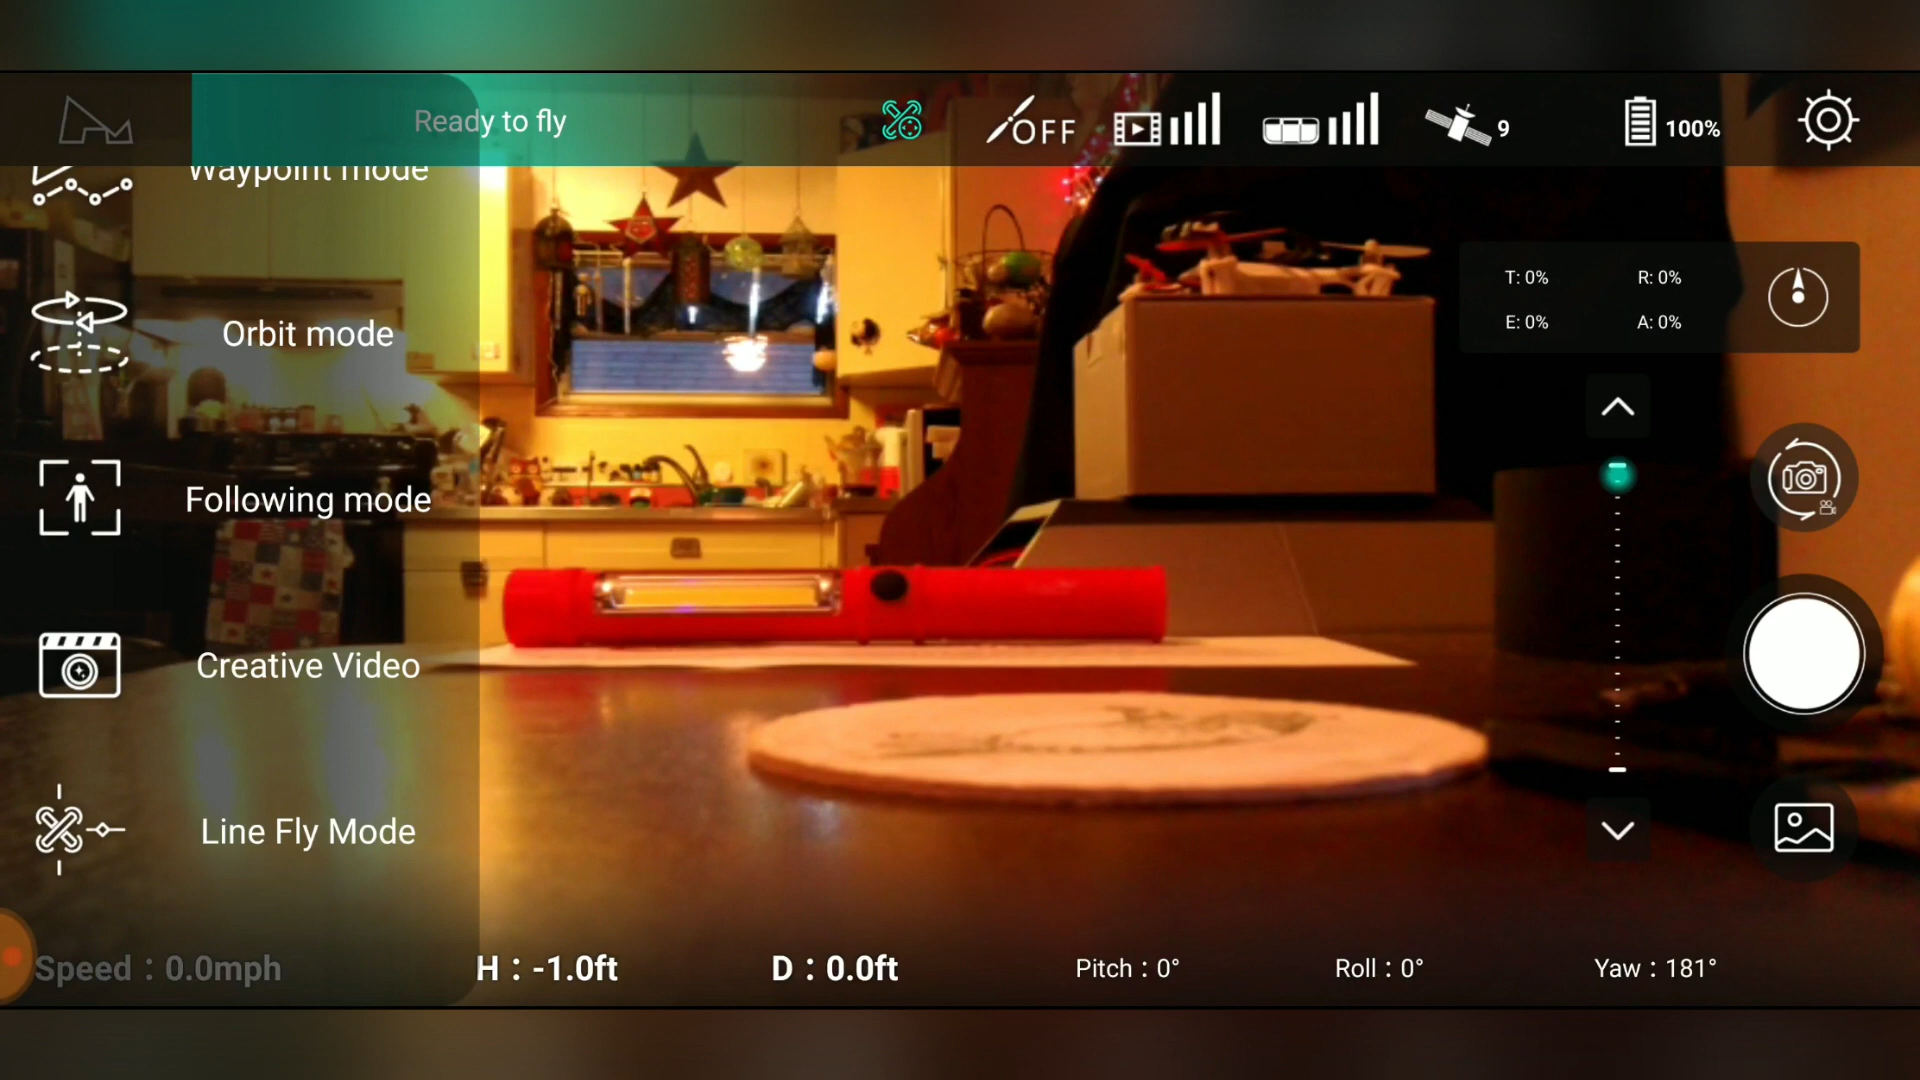 Ready to fly
OFF
9
100%
Waypoint mode
Orbit mode
Following mode
Creative Video
Line Fly Mode
T: 0%
R: 0%
E: 0%
A: 0%
Speed : 0.0mph
H : -1.0ft
D : 0.0ft
Pitch : 0°
Roll : 0°
Yaw : 181°